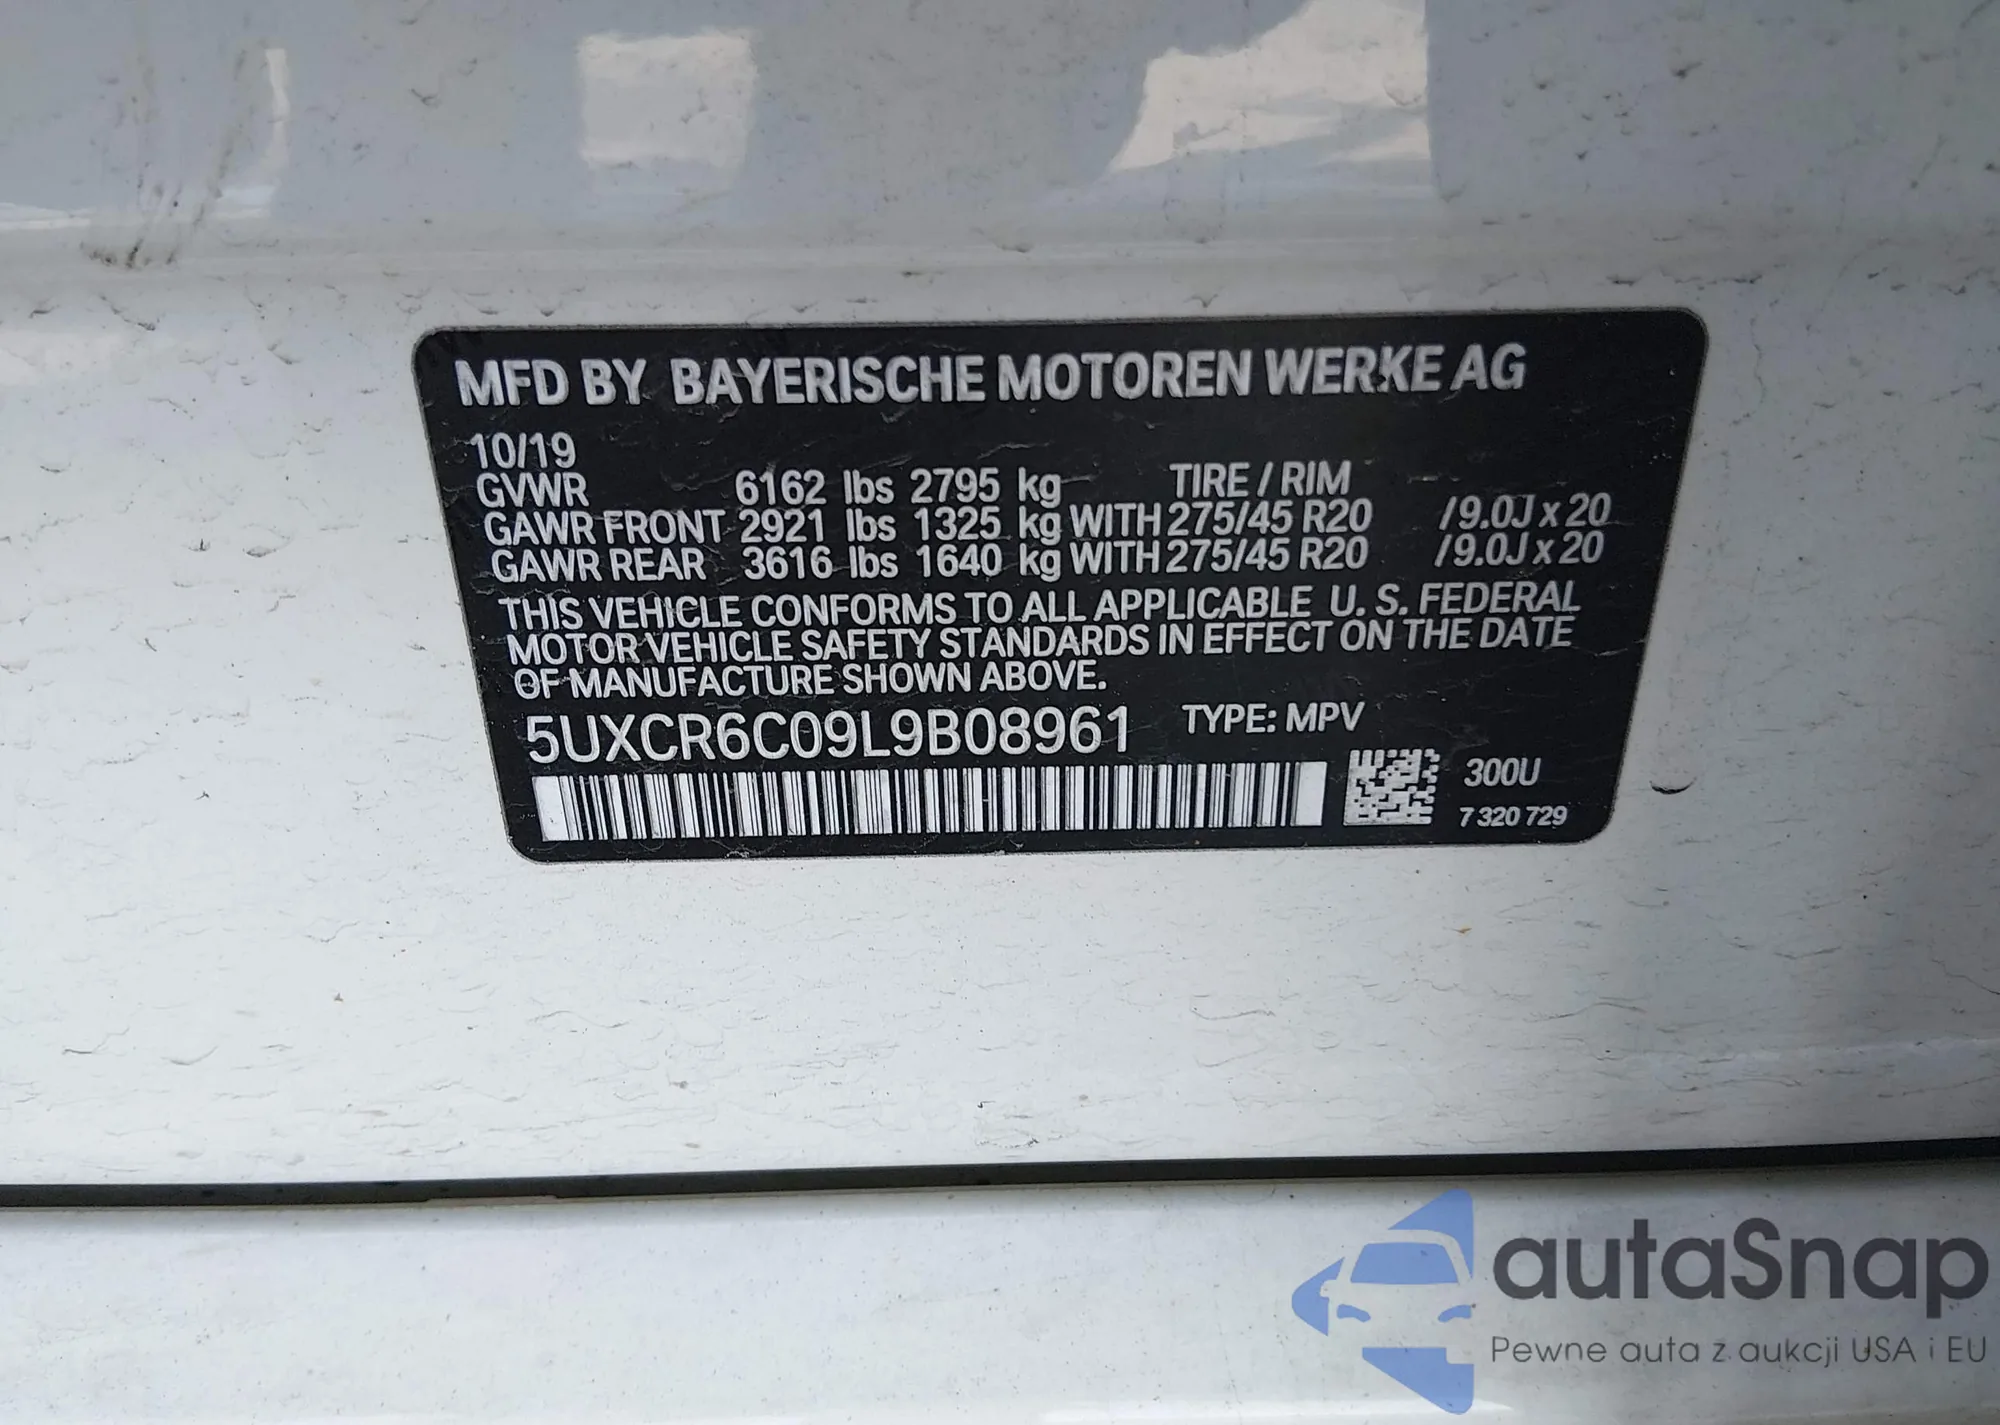 MFD BY BAYERISCHE MOTOREN WERKE AG
10/19
GVWR 6162 lbs 2795 kg TIRE / RIM
GAWR FRONT 2921 lbs 1325 kg WITH 275/45 R20 /9.0J x 20
GAWR REAR 3616 lbs 1640 kg WITH 275/45 R20 /9.0J x 20
THIS VEHICLE CONFORMS TO ALL APPLICABLE U. S. FEDERAL
MOTOR VEHICLE SAFETY STANDARDS IN EFFECT ON THE DATE
OF MANUFACTURE SHOWN ABOVE.
5UXCR6C09L9B08961 TYPE: MPV
300U
7 320 729
autaSnap
Pewne auta z aukcji USA i EU